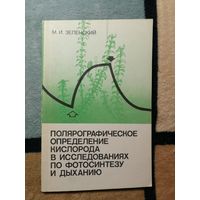 М. И. ЗЕЛЕНСКИЙ
ПОЛЯРОГРАФИЧЕСКОЕ
ОПРЕДЕЛЕНИЕ
КИСЛОРОДА
В ИССЛЕДОВАНИЯХ
ПО ФОТОСИНТЕЗУ
И ДЫХАНИЮ